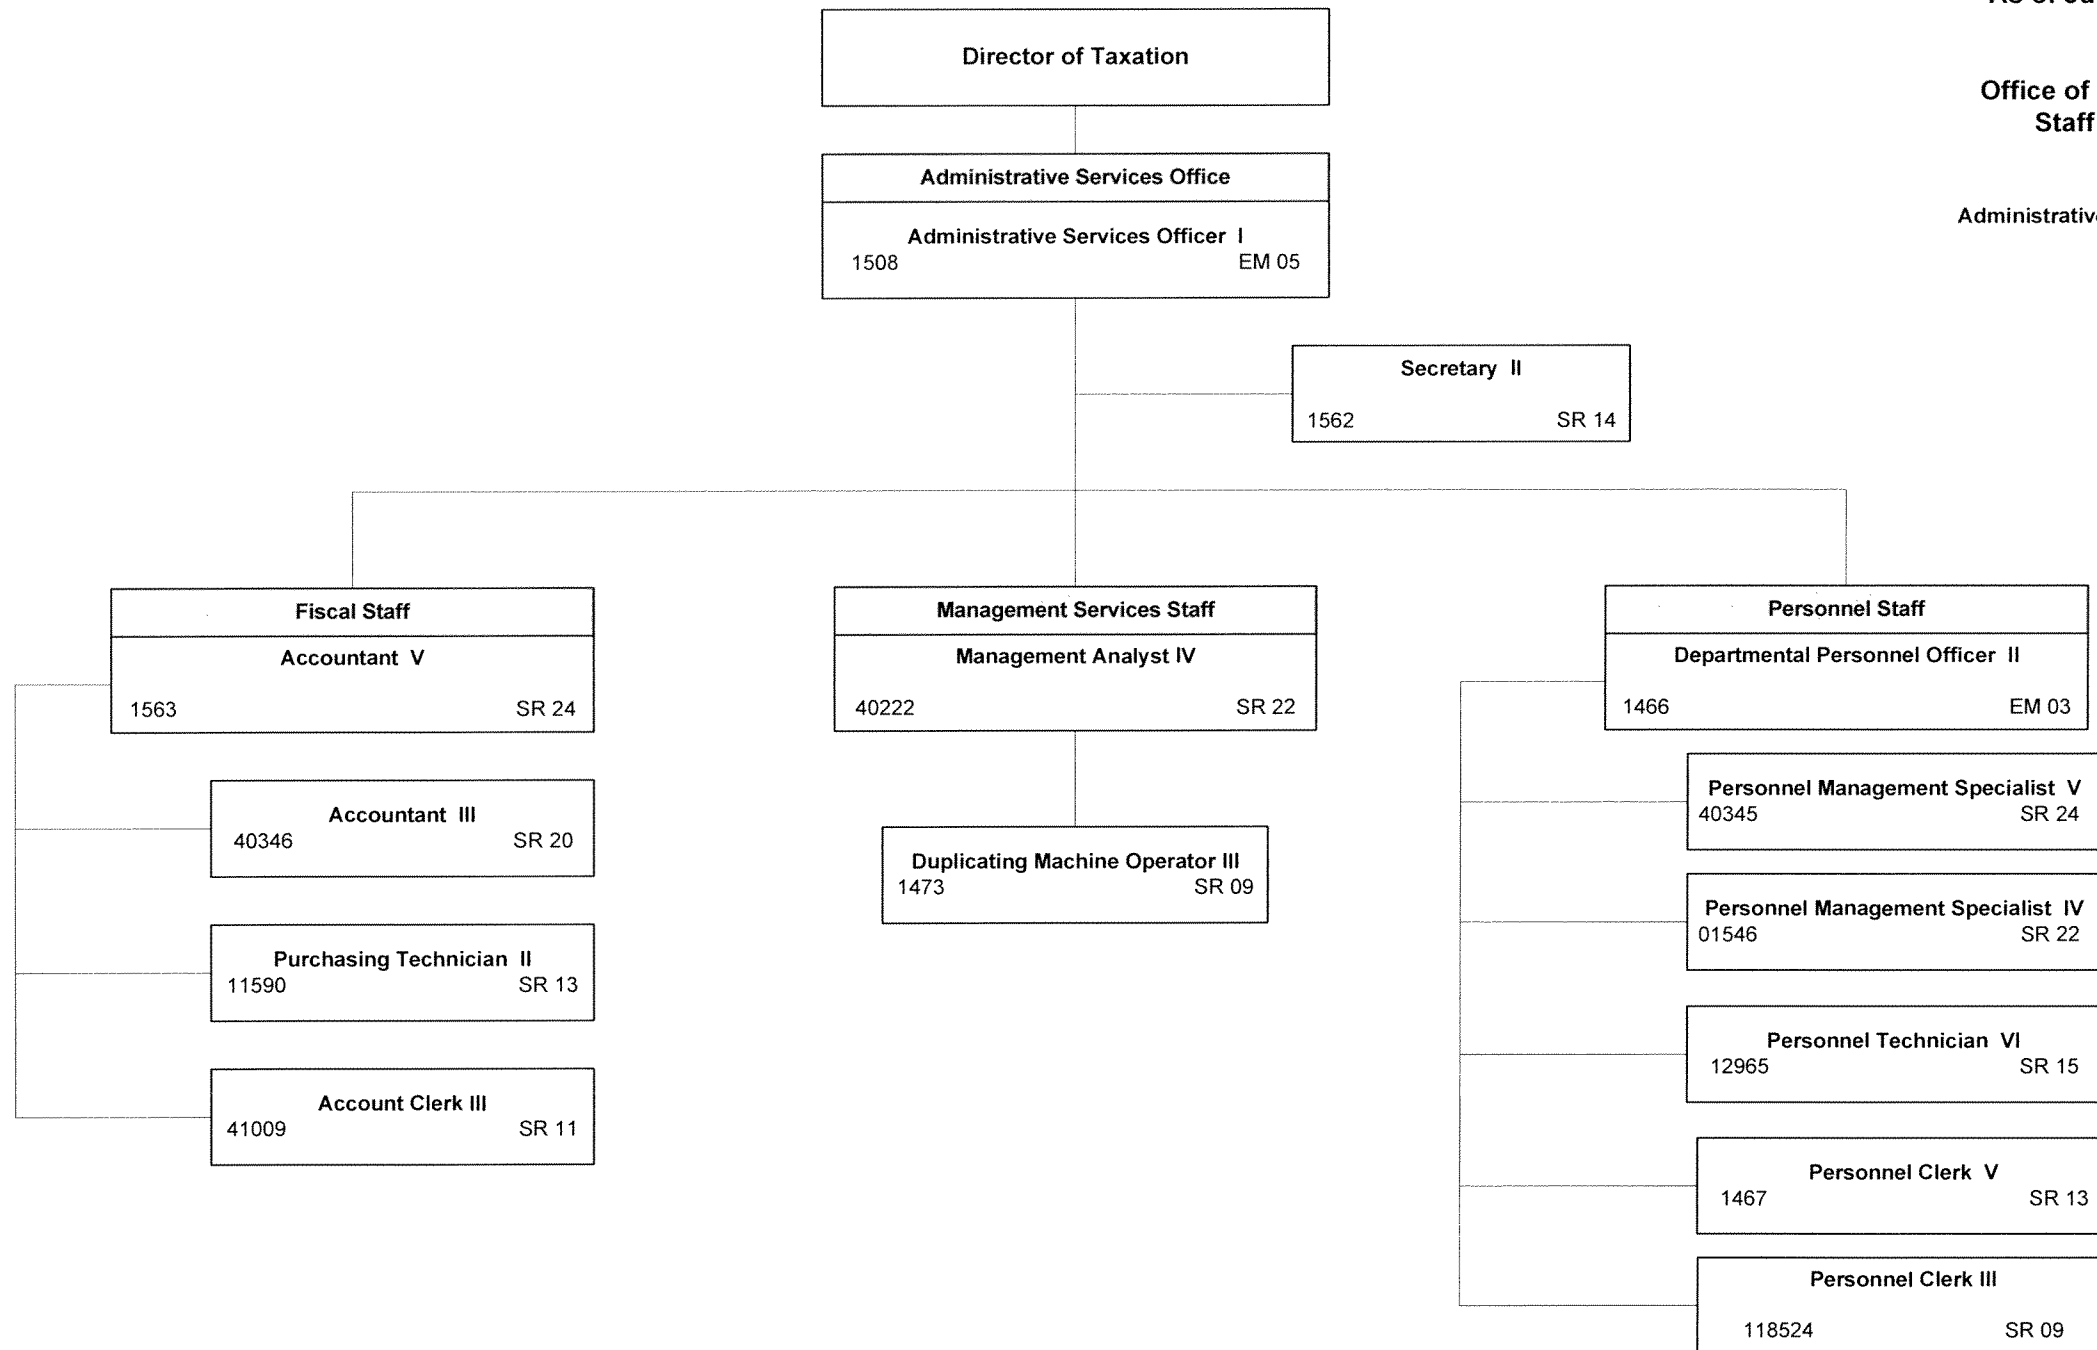 Director of Taxation
Office of
Staff
Administrative Services Office
Administrative Services Officer I
1508 EM 05
Secretary II
1562 SR 14
Fiscal Staff
Accountant V
1563 SR 24
Accountant III
40346 SR 20
Purchasing Technician II
11590 SR 13
Account Clerk III
41009 SR 11
Management Services Staff
Management Analyst IV
40222 SR 22
Duplicating Machine Operator III
1473 SR 09
Personnel Staff
Departmental Personnel Officer II
1466 EM 03
Personnel Management Specialist V
40345 SR 24
Personnel Management Specialist IV
01546 SR 22
Personnel Technician VI
12965 SR 15
Personnel Clerk V
1467 SR 13
Personnel Clerk III
118524 SR 09